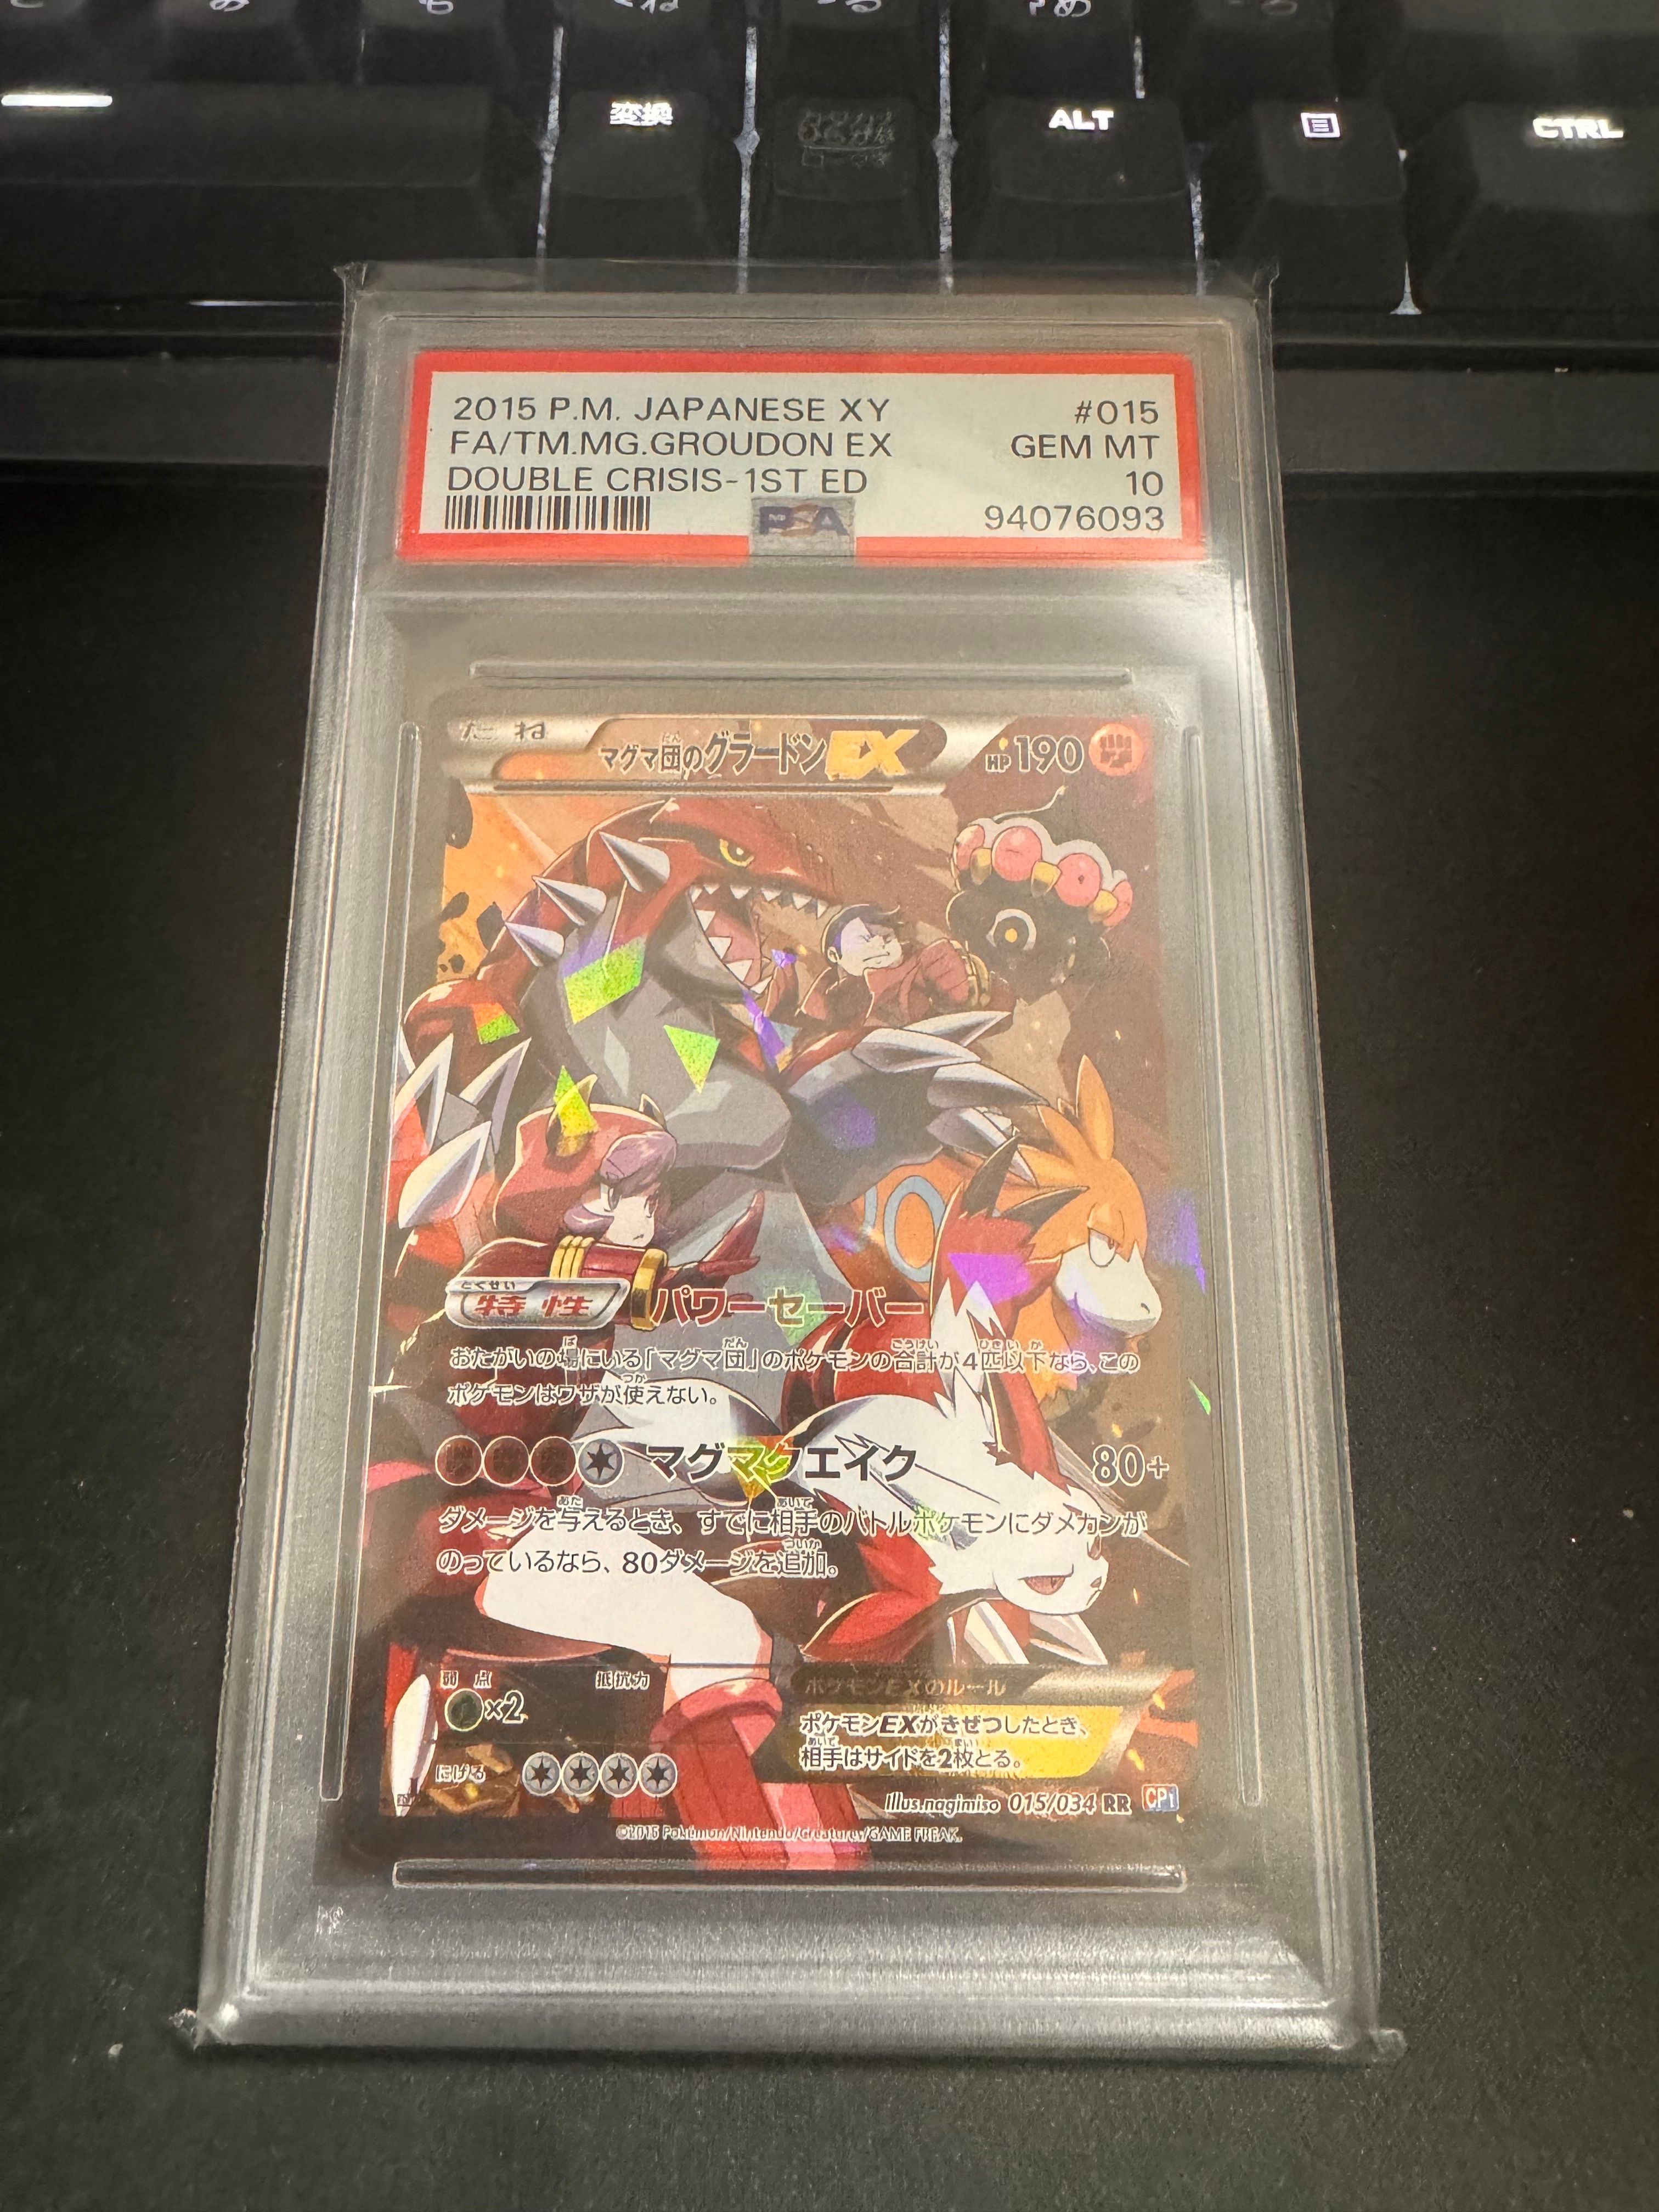 変換
ALT
CTRL
2015 P.M. JAPANESE XY #015
FA/TM.MG.GROUDON EX GEM MT
DOUBLE CRISIS-1ST ED 10
PSA 94076093
たね マグマ団のグラードンEX HP190
特性 パワーセーバー
おたがいの場にいる「マグマ団」のポケモンの合計が4匹以下なら、この
ポケモンはワザが使えない。
マグマクエイク 80+
ダメージを与えるとき、すでに相手のバトルポケモンにダメカンが
のっているなら、80ダメージを追加。
弱点 抵抗力 ポケモンEXのルール
×2 ポケモンEXがきぜつしたとき、
相手はサイドを2枚とる。
にげる
Illus.nagimiso 015/034 RR CP1
©2015 Pokémon/Nintendo/Creatures/GAME FREAK.